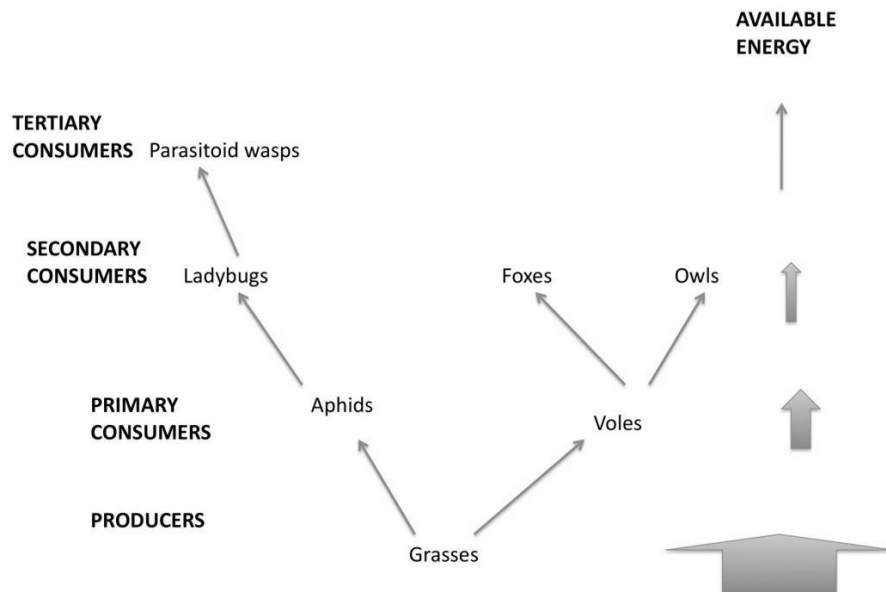 AVAILABLE
ENERGY
TERTIARY
CONSUMERS
Parasitoid wasps
SECONDARY
CONSUMERS
Ladybugs
Foxes
Owls
PRIMARY
CONSUMERS
Aphids
Voles
PRODUCERS
Grasses